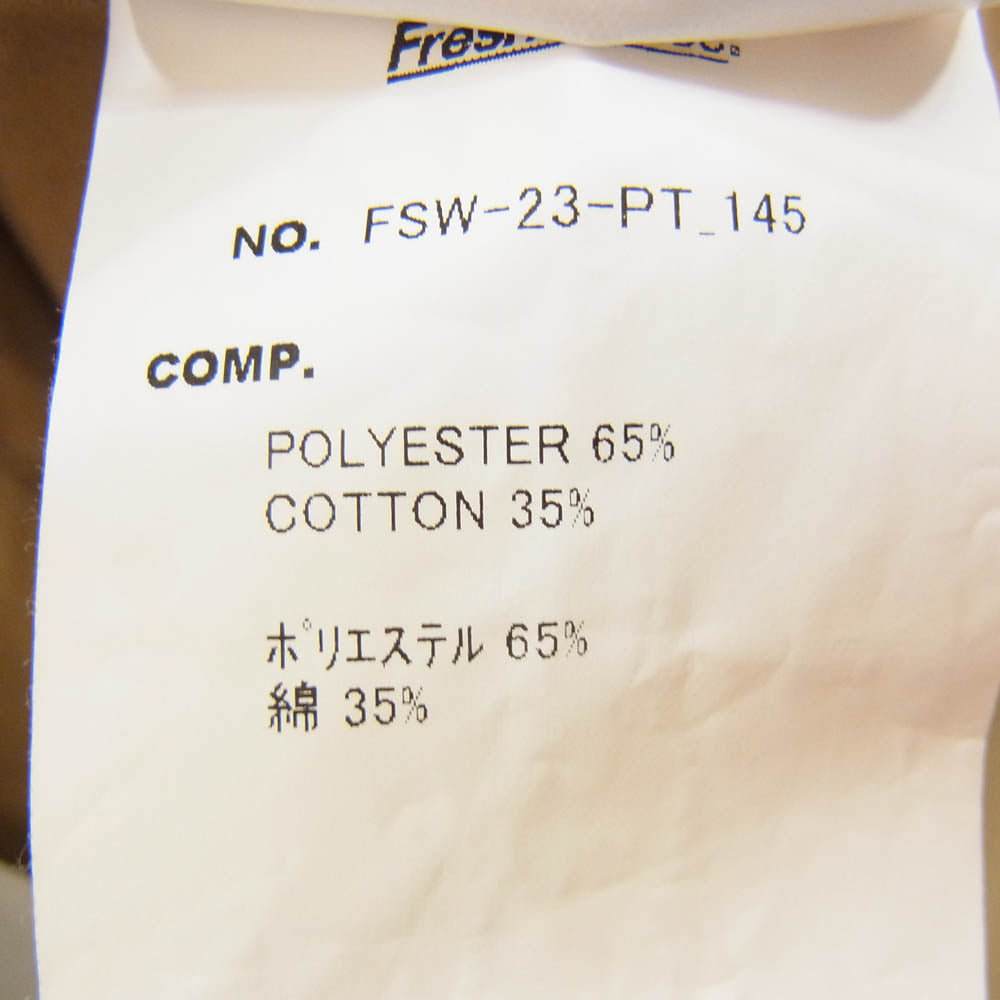 NO. FSW-23-PT_145
COMP.
POLYESTER 65%
COTTON 35%
ポリエステル 65%
綿 35%